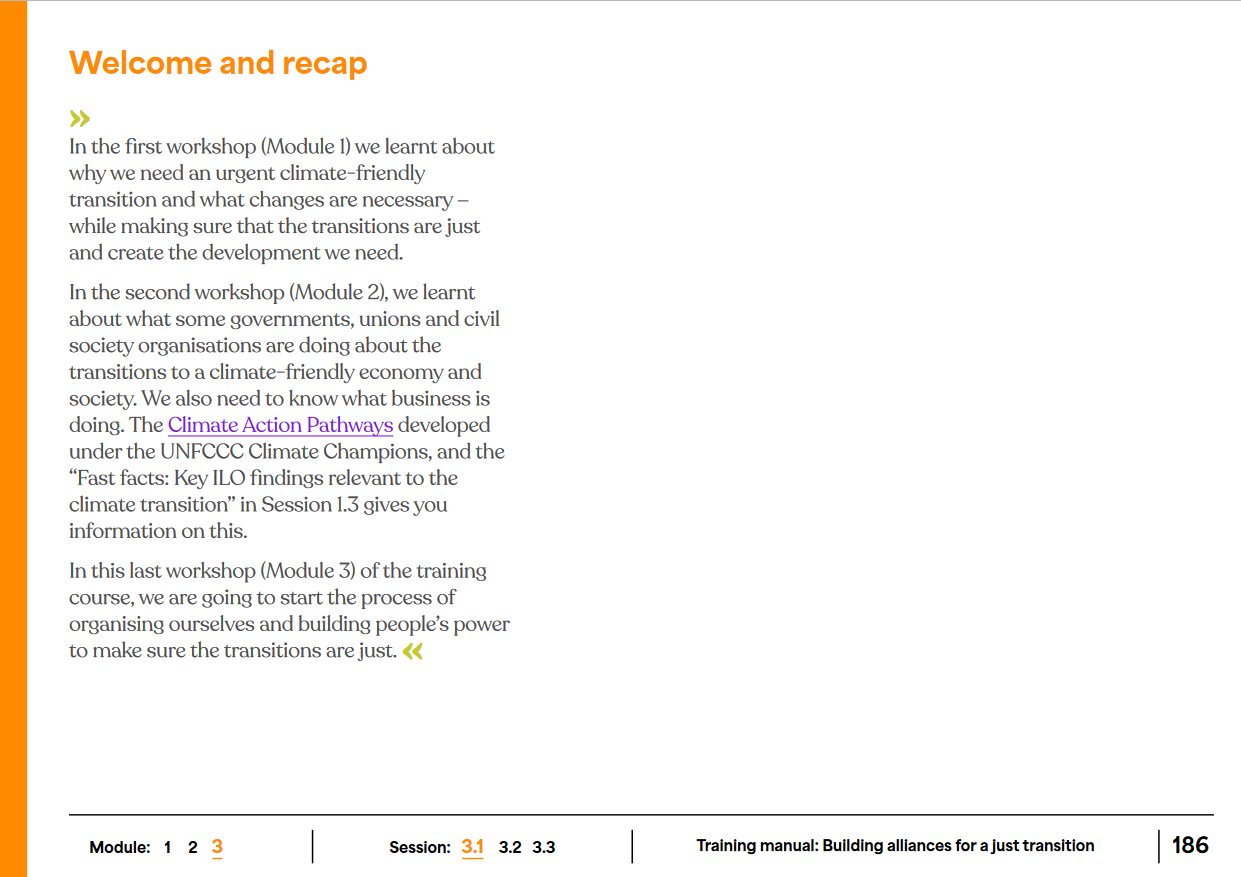 Welcome and recap
»
In the first workshop (Module 1) we learnt about
why we need an urgent climate-friendly
transition and what changes are necessary –
while making sure that the transitions are just
and create the development we need.
In the second workshop (Module 2), we learnt
about what some governments, unions and civil
society organisations are doing about the
transitions to a climate-friendly economy and
society. We also need to know what business is
doing. The Climate Action Pathways developed
under the UNFCCC Climate Champions, and the
“Fast facts: Key ILO findings relevant to the
climate transition” in Session 1.3 gives you
information on this.
In this last workshop (Module 3) of the training
course, we are going to start the process of
organising ourselves and building people’s power
to make sure the transitions are just. «
Module: 1 2 3
Session: 3.1 3.2 3.3
Training manual: Building alliances for a just transition
186